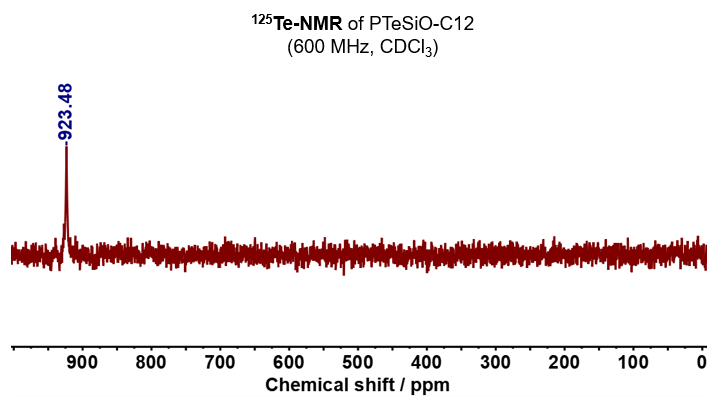 ¹²⁵Te-NMR of PTeSiO-C12
(600 MHz, CDCl₃)
923.48
900 800 700 600 500 400 300 200 100 0
Chemical shift / ppm